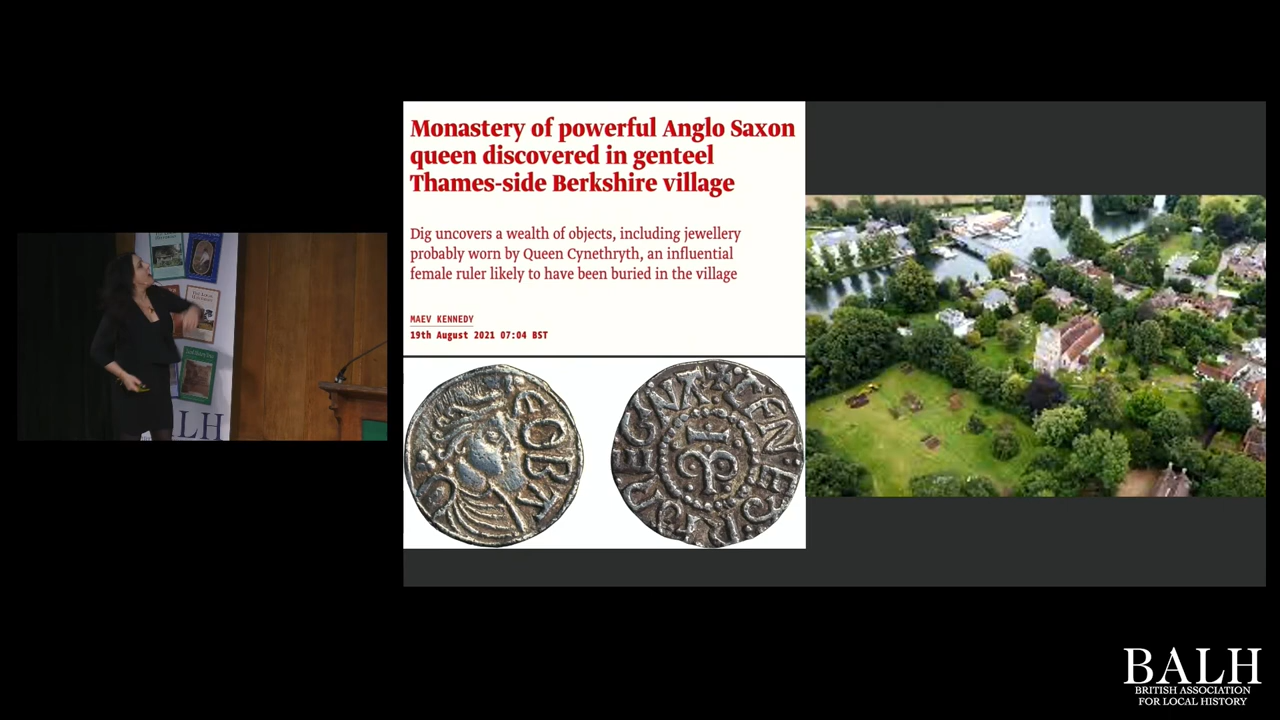 Monastery of powerful Anglo Saxon
queen discovered in genteel
Thames-side Berkshire village
Dig uncovers a wealth of objects, including jewellery
probably worn by Queen Cynethryth, an influential
female ruler likely to have been buried in the village
MAEV KENNEDY
19th August 2021 07:04 BST
EOBA
LH
BALH
BRITISH ASSOCIATION
FOR LOCAL HISTORY